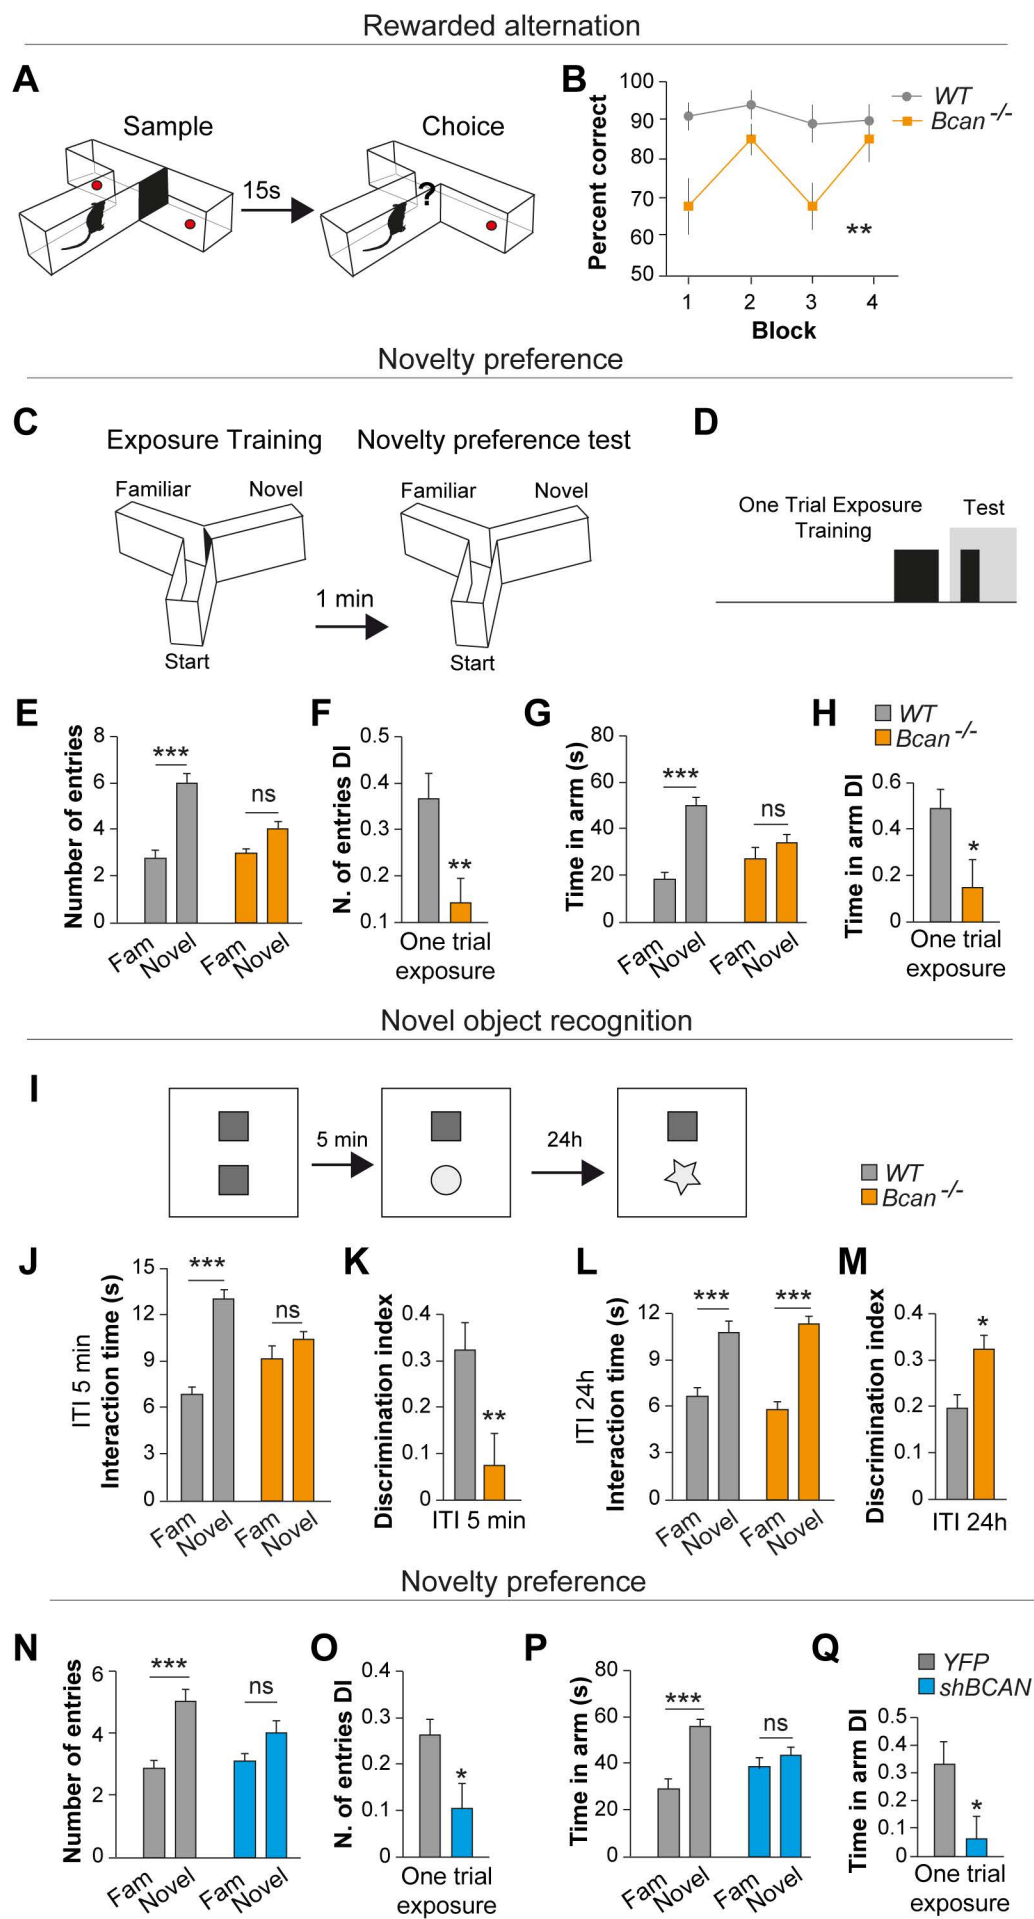 Rewarded alternation
A
Sample
15s
Choice
?
B
Percent correct
100
90
80
70
60
50
**
1 2 3 4
Block
WT
Bcan -/-
Novelty preference
C
Exposure Training
Familiar
Novel
Start
1 min
Novelty preference test
Familiar
Novel
Start
D
One Trial Exposure
Training
Test
E
Number of entries
8
6
4
2
0
***
ns
Fam
Novel
Fam
Novel
F
N. of entries DI
0.5
0.4
0.3
0.2
0.1
**
One trial
exposure
G
Time in arm (s)
80
60
40
20
0
***
ns
Fam
Novel
Fam
Novel
H
WT
Bcan -/-
Time in arm DI
0.6
0.4
0.2
0
*
One trial
exposure
Novel object recognition
I
5 min
24h
WT
Bcan -/-
J
ITI 5 min
Interaction time (s)
15
12
9
6
3
0
***
ns
Fam
Novel
Fam
Novel
K
Discrimination index
0.4
0.3
0.2
0.1
0
**
ITI 5 min
L
ITI 24h
Interaction time (s)
12
9
6
3
0
***
***
Fam
Novel
Fam
Novel
M
Discrimination index
0.4
0.3
0.2
0.1
0
*
ITI 24h
Novelty preference
N
Number of entries
6
4
2
0
***
ns
Fam
Novel
Fam
Novel
O
N. of entries DI
0.4
0.3
0.2
0.1
0
*
One trial
exposure
P
Time in arm (s)
80
60
40
20
0
***
ns
Fam
Novel
Fam
Novel
Q
YFP
shBCAN
Time in arm DI
0.5
0.4
0.3
0.2
0.1
0
*
One trial
exposure